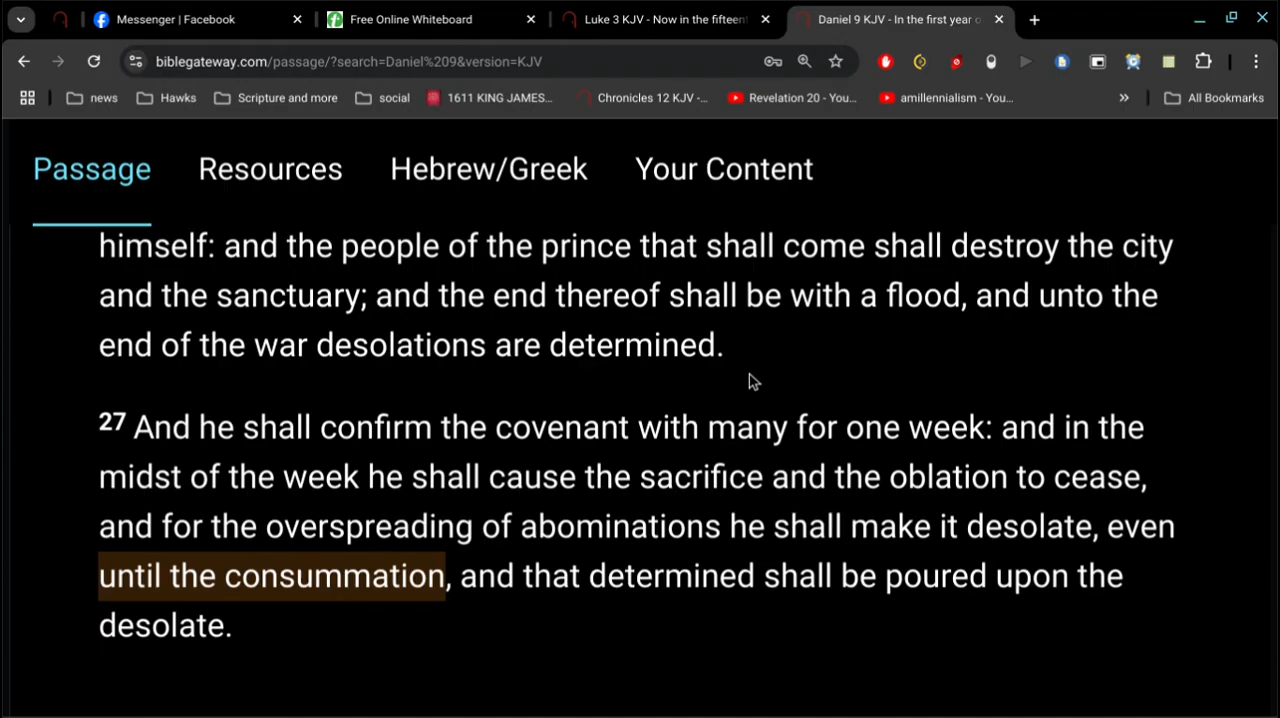 Messenger | Facebook
Free Online Whiteboard
Luke 3 KJV - Now in the fifteent
Daniel 9 KJV - In the first year o
biblegateway.com/passage/?search=Daniel%209&version=KJV
news
Hawks
Scripture and more
social
1611 KING JAMES...
Chronicles 12 KJV -...
Revelation 20 - You...
amillennialism - You...
All Bookmarks
Passage
Resources
Hebrew/Greek
Your Content
himself: and the people of the prince that shall come shall destroy the city
and the sanctuary; and the end thereof shall be with a flood, and unto the
end of the war desolations are determined.
27 And he shall confirm the covenant with many for one week: and in the
midst of the week he shall cause the sacrifice and the oblation to cease,
and for the overspreading of abominations he shall make it desolate, even
until the consummation, and that determined shall be poured upon the
desolate.